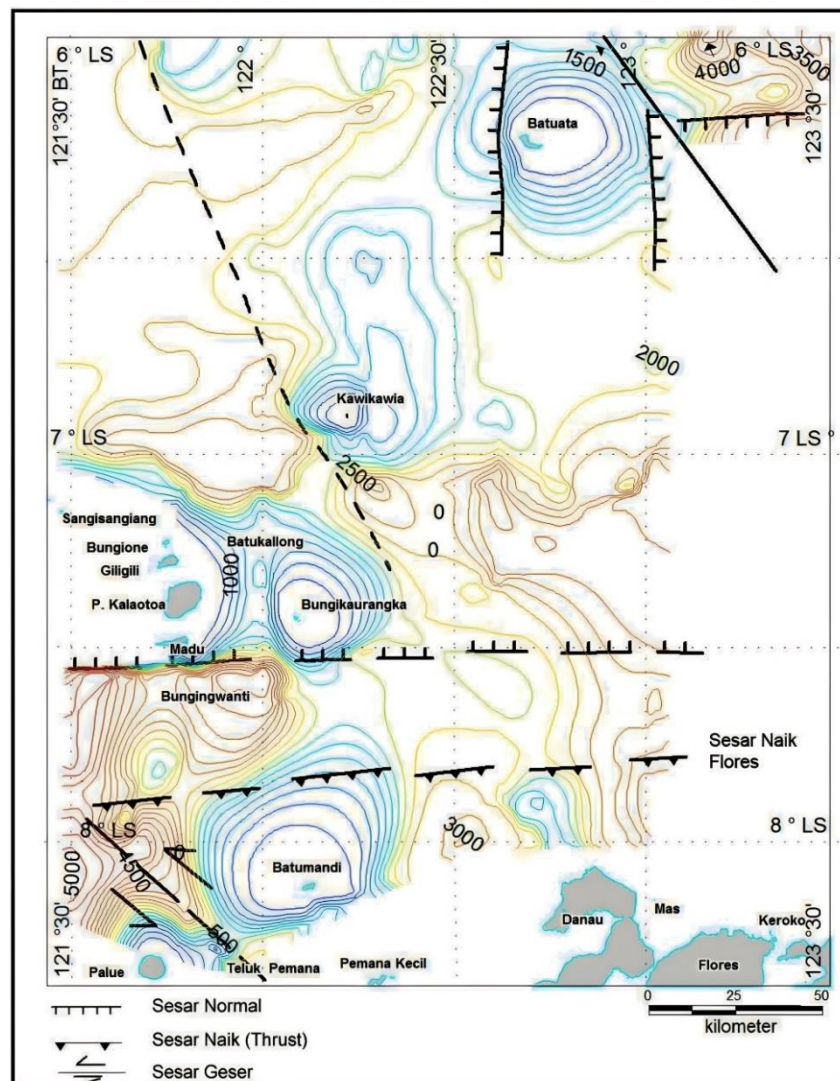 6 ° LS
122 °
122°30'
1500
123°
4000
6 ° LS
3500
121°30' BT
123 °30'
Batuata
2000
Kawikawia
7 ° LS
7 LS °
2500
Sangisangiang
0
Batukallong
Bungione
0
Giligili
1000
P. Kalaotoa
Bungikaurangka
Madu
Bungingwanti
Sesar Naik
Flores
8 ° LS
3000
8 ° LS
4500
5000
Batumandi
500
Danau
Mas
Keroko
121 °30'
123°30'
Palue
Teluk Pemana
Pemana Kecil
Flores
Sesar Normal
0 25 50
kilometer
Sesar Naik (Thrust)
Sesar Geser